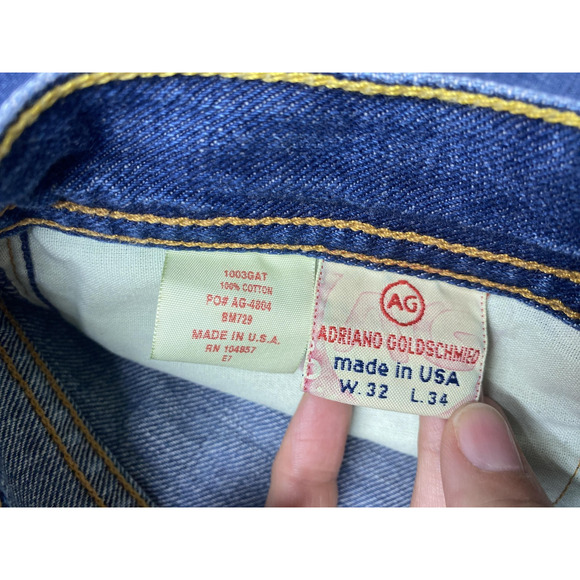 1003GAT
100% COTTON
PO# AG-4804
BM729
MADE IN U.S.A.
RN 104857
E7
AG
ADRIANO GOLDSCHMIED
made in USA
W. 32 L. 34